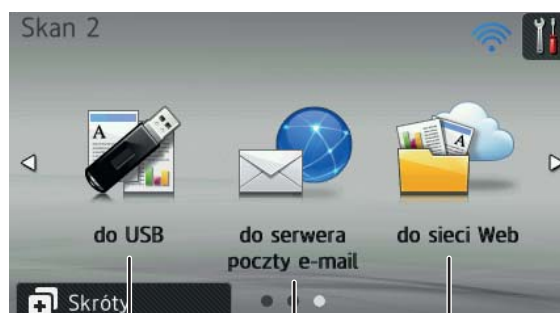 Skan 2
do USB
do serwera
poczty e-mail
do sieci Web
Skróty